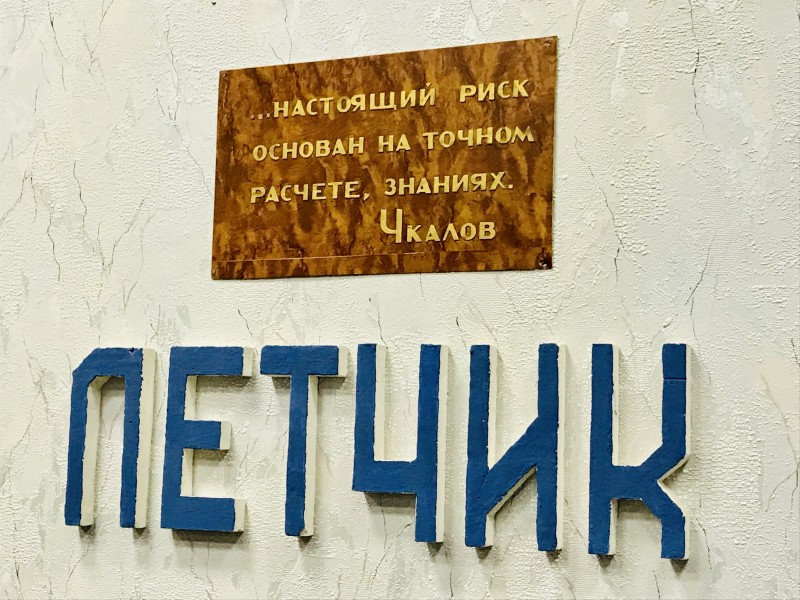 ...НАСТОЯЩИЙ РИСК
ОСНОВАН НА ТОЧНОМ
РАСЧЕТЕ, ЗНАНИЯХ.
Чкалов
ЛЕТЧИК